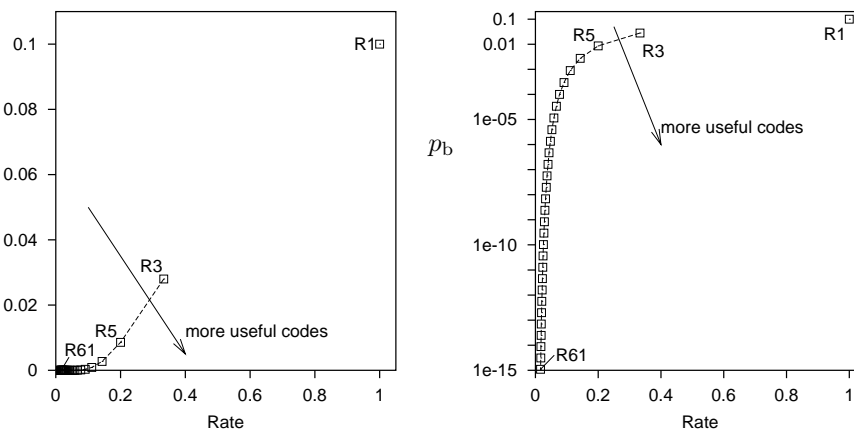 0.1
R1
0.08
0.06
0.04
R3
0.02
R5
more useful codes
R61
0
0 0.2 0.4 0.6 0.8 1
Rate
0.1
R5
R1
0.01
R3
1e-05
more useful codes
p_b
1e-10
R61
1e-15
0 0.2 0.4 0.6 0.8 1
Rate